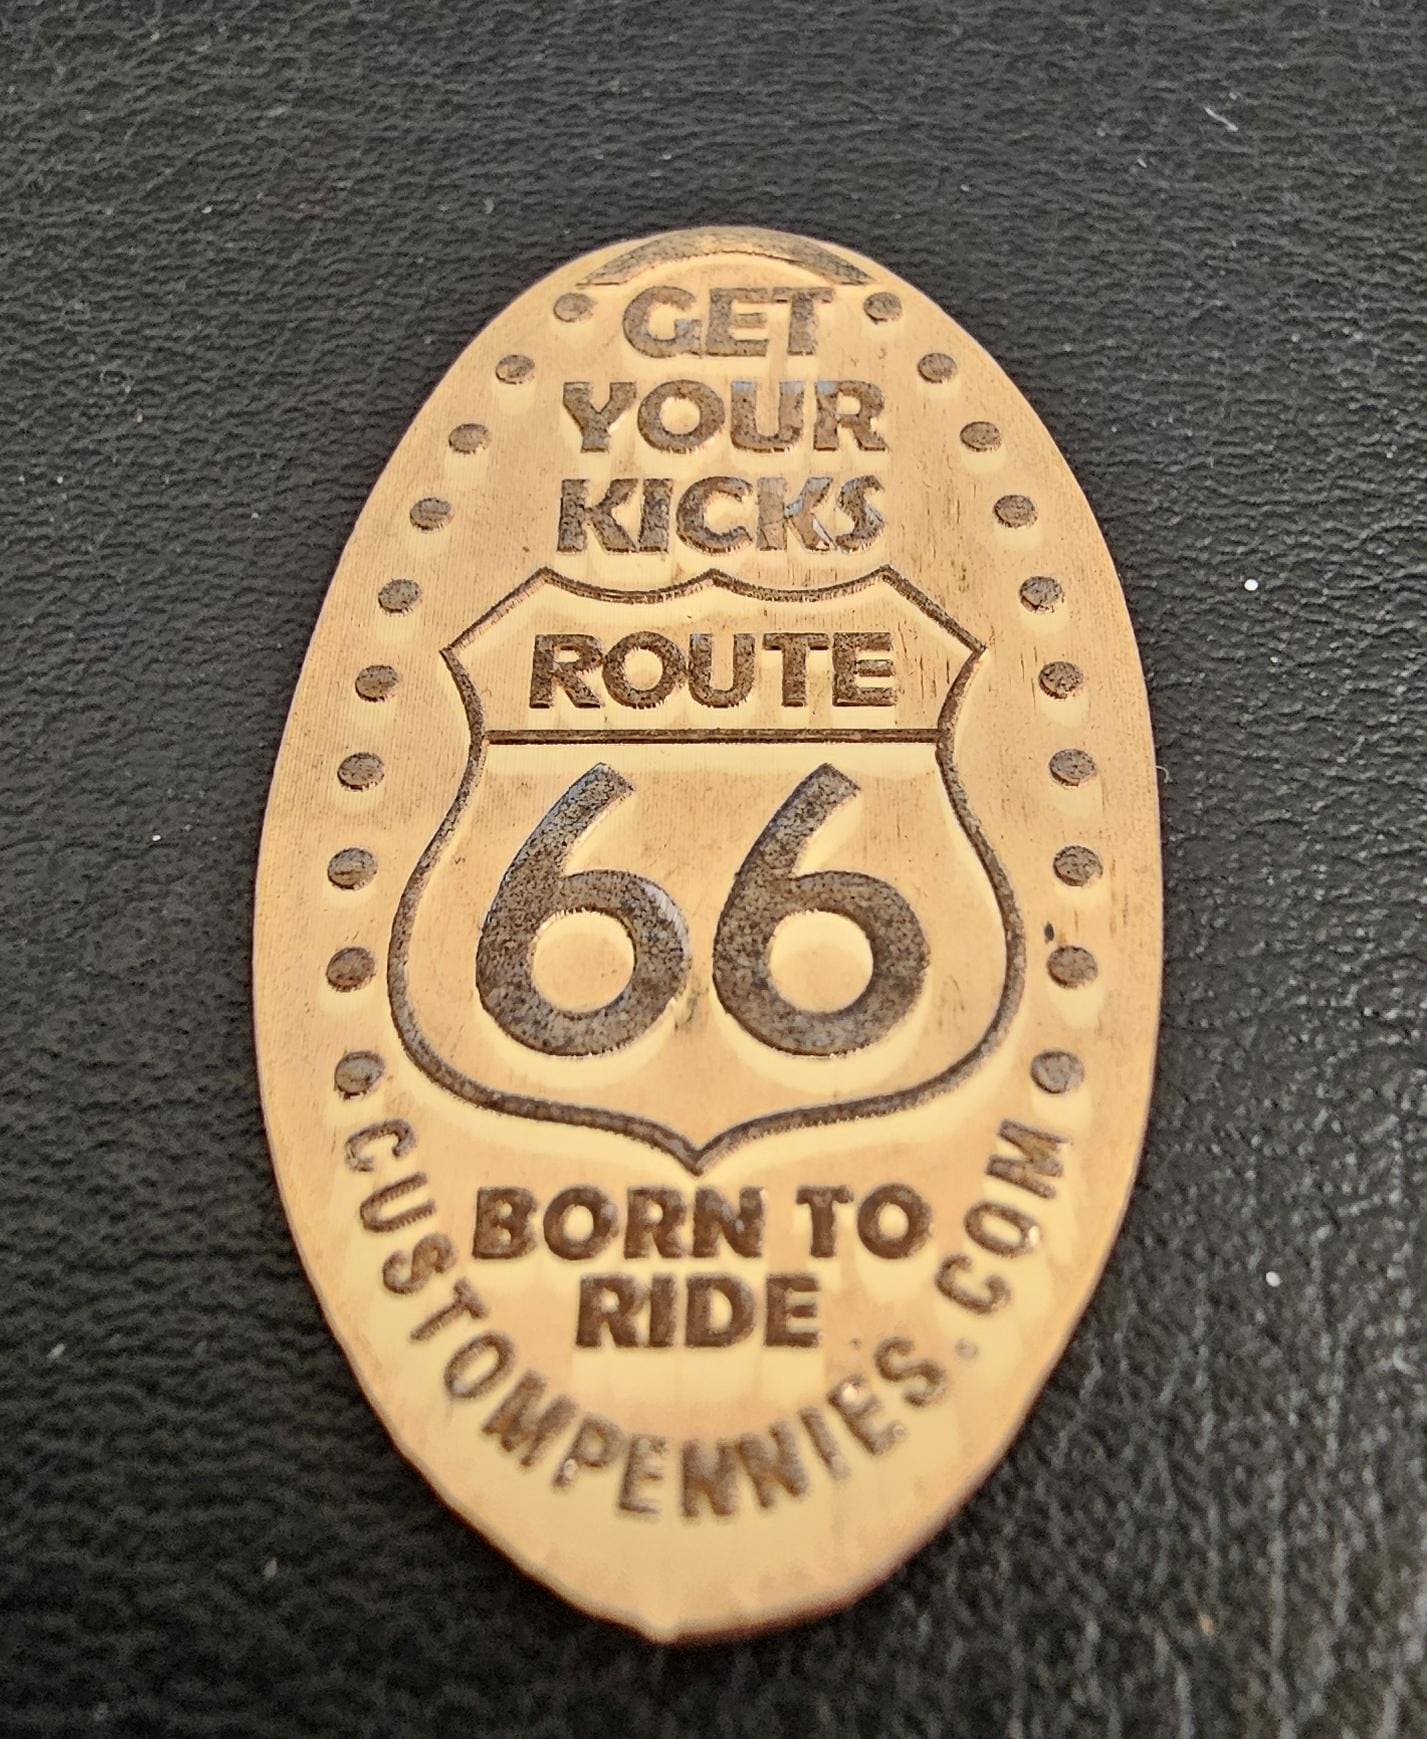 GET
YOUR
KICKS
ROUTE
66
BORN TO
RIDE
CUSTOMPENNIES.COM